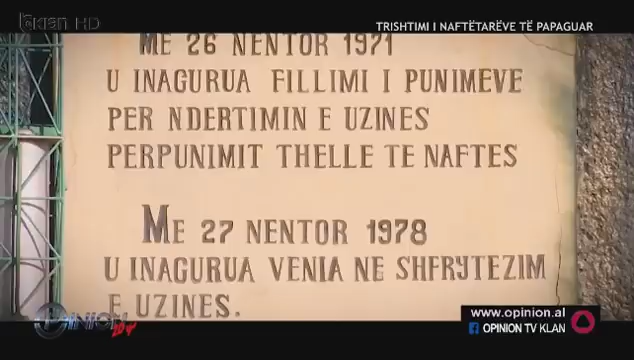 klan HD
TRISHTIMI I NAFTËTARËVE TË PAPAGUAR
ME 26 NENTOR 1971
U INAGURUA FILLIMI I PUNIMEVE
PER NDERTIMIN E UZINES
PERPUNIMIT THELLE TE NAFTES
ME 27 NENTOR 1978
U INAGURUA VENIA NE SHFRYTEZIM
E UZINES.
OPINION 20+
www.opinion.al
OPINION TV KLAN